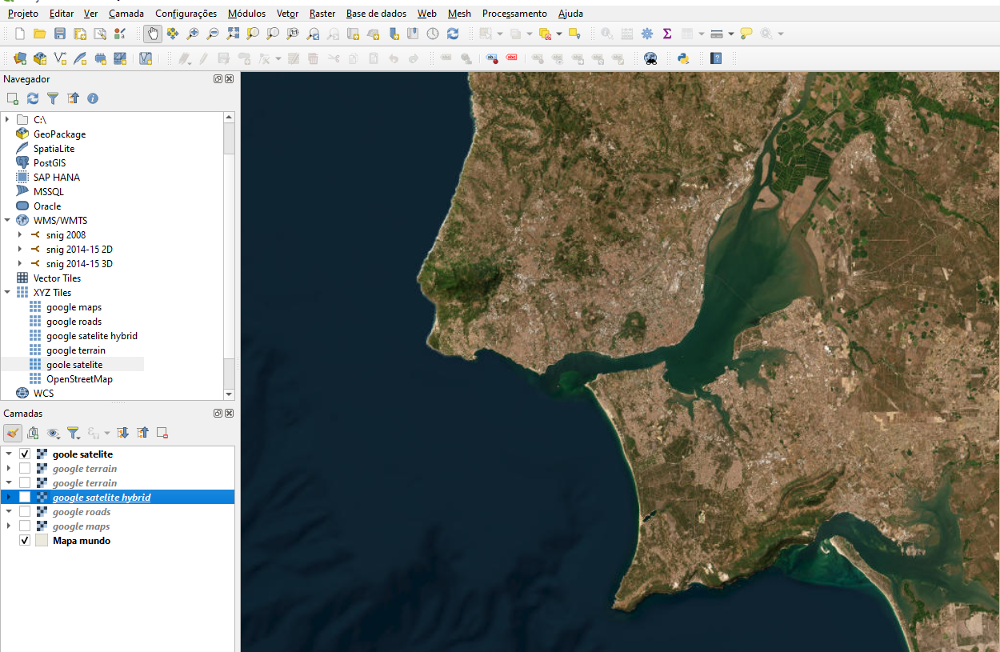 Projeto Editar Ver Camada Configurações Módulos Vetor Raster Base de dados Web Mesh Processamento Ajuda
Navegador
C:\
GeoPackage
SpatiaLite
PostGIS
SAP HANA
MSSQL
Oracle
WMS/WMTS
snig 2008
snig 2014-15 2D
snig 2014-15 3D
Vector Tiles
XYZ Tiles
google maps
google roads
google satelite hybrid
google terrain
goole satelite
OpenStreetMap
WCS
Camadas
goole satelite
google terrain
google terrain
google satelite hybrid
google roads
google maps
Mapa mundo